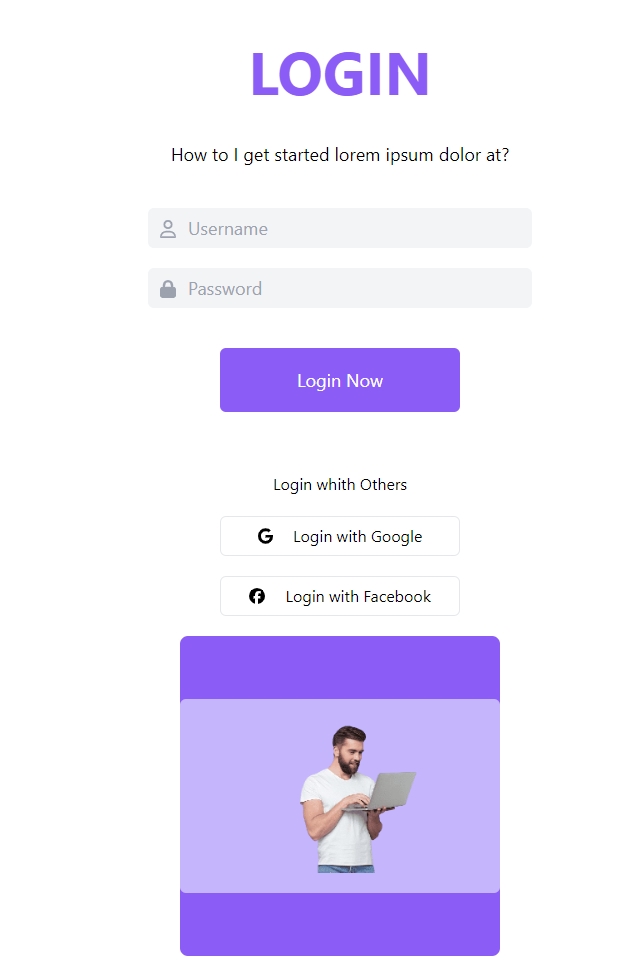 LOGIN
How to I get started lorem ipsum dolor at?
Username
Password
Login Now
Login whith Others
Login with Google
Login with Facebook